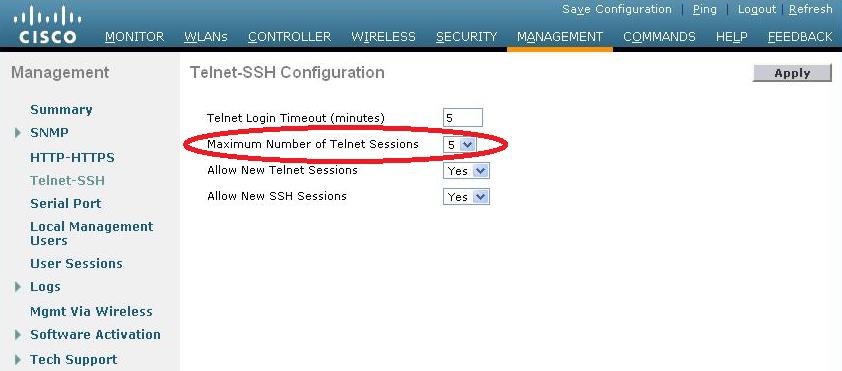 Save Configuration | Ping | Logout | Refresh
CISCO
MONITOR WLANs CONTROLLER WIRELESS SECURITY MANAGEMENT COMMANDS HELP FEEDBACK
Management
Summary
SNMP
HTTP-HTTPS
Telnet-SSH
Serial Port
Local Management
Users
User Sessions
Logs
Mgmt Via Wireless
Software Activation
Tech Support
Telnet-SSH Configuration
Apply
Telnet Login Timeout (minutes) 5
Maximum Number of Telnet Sessions 5
Allow New Telnet Sessions Yes
Allow New SSH Sessions Yes